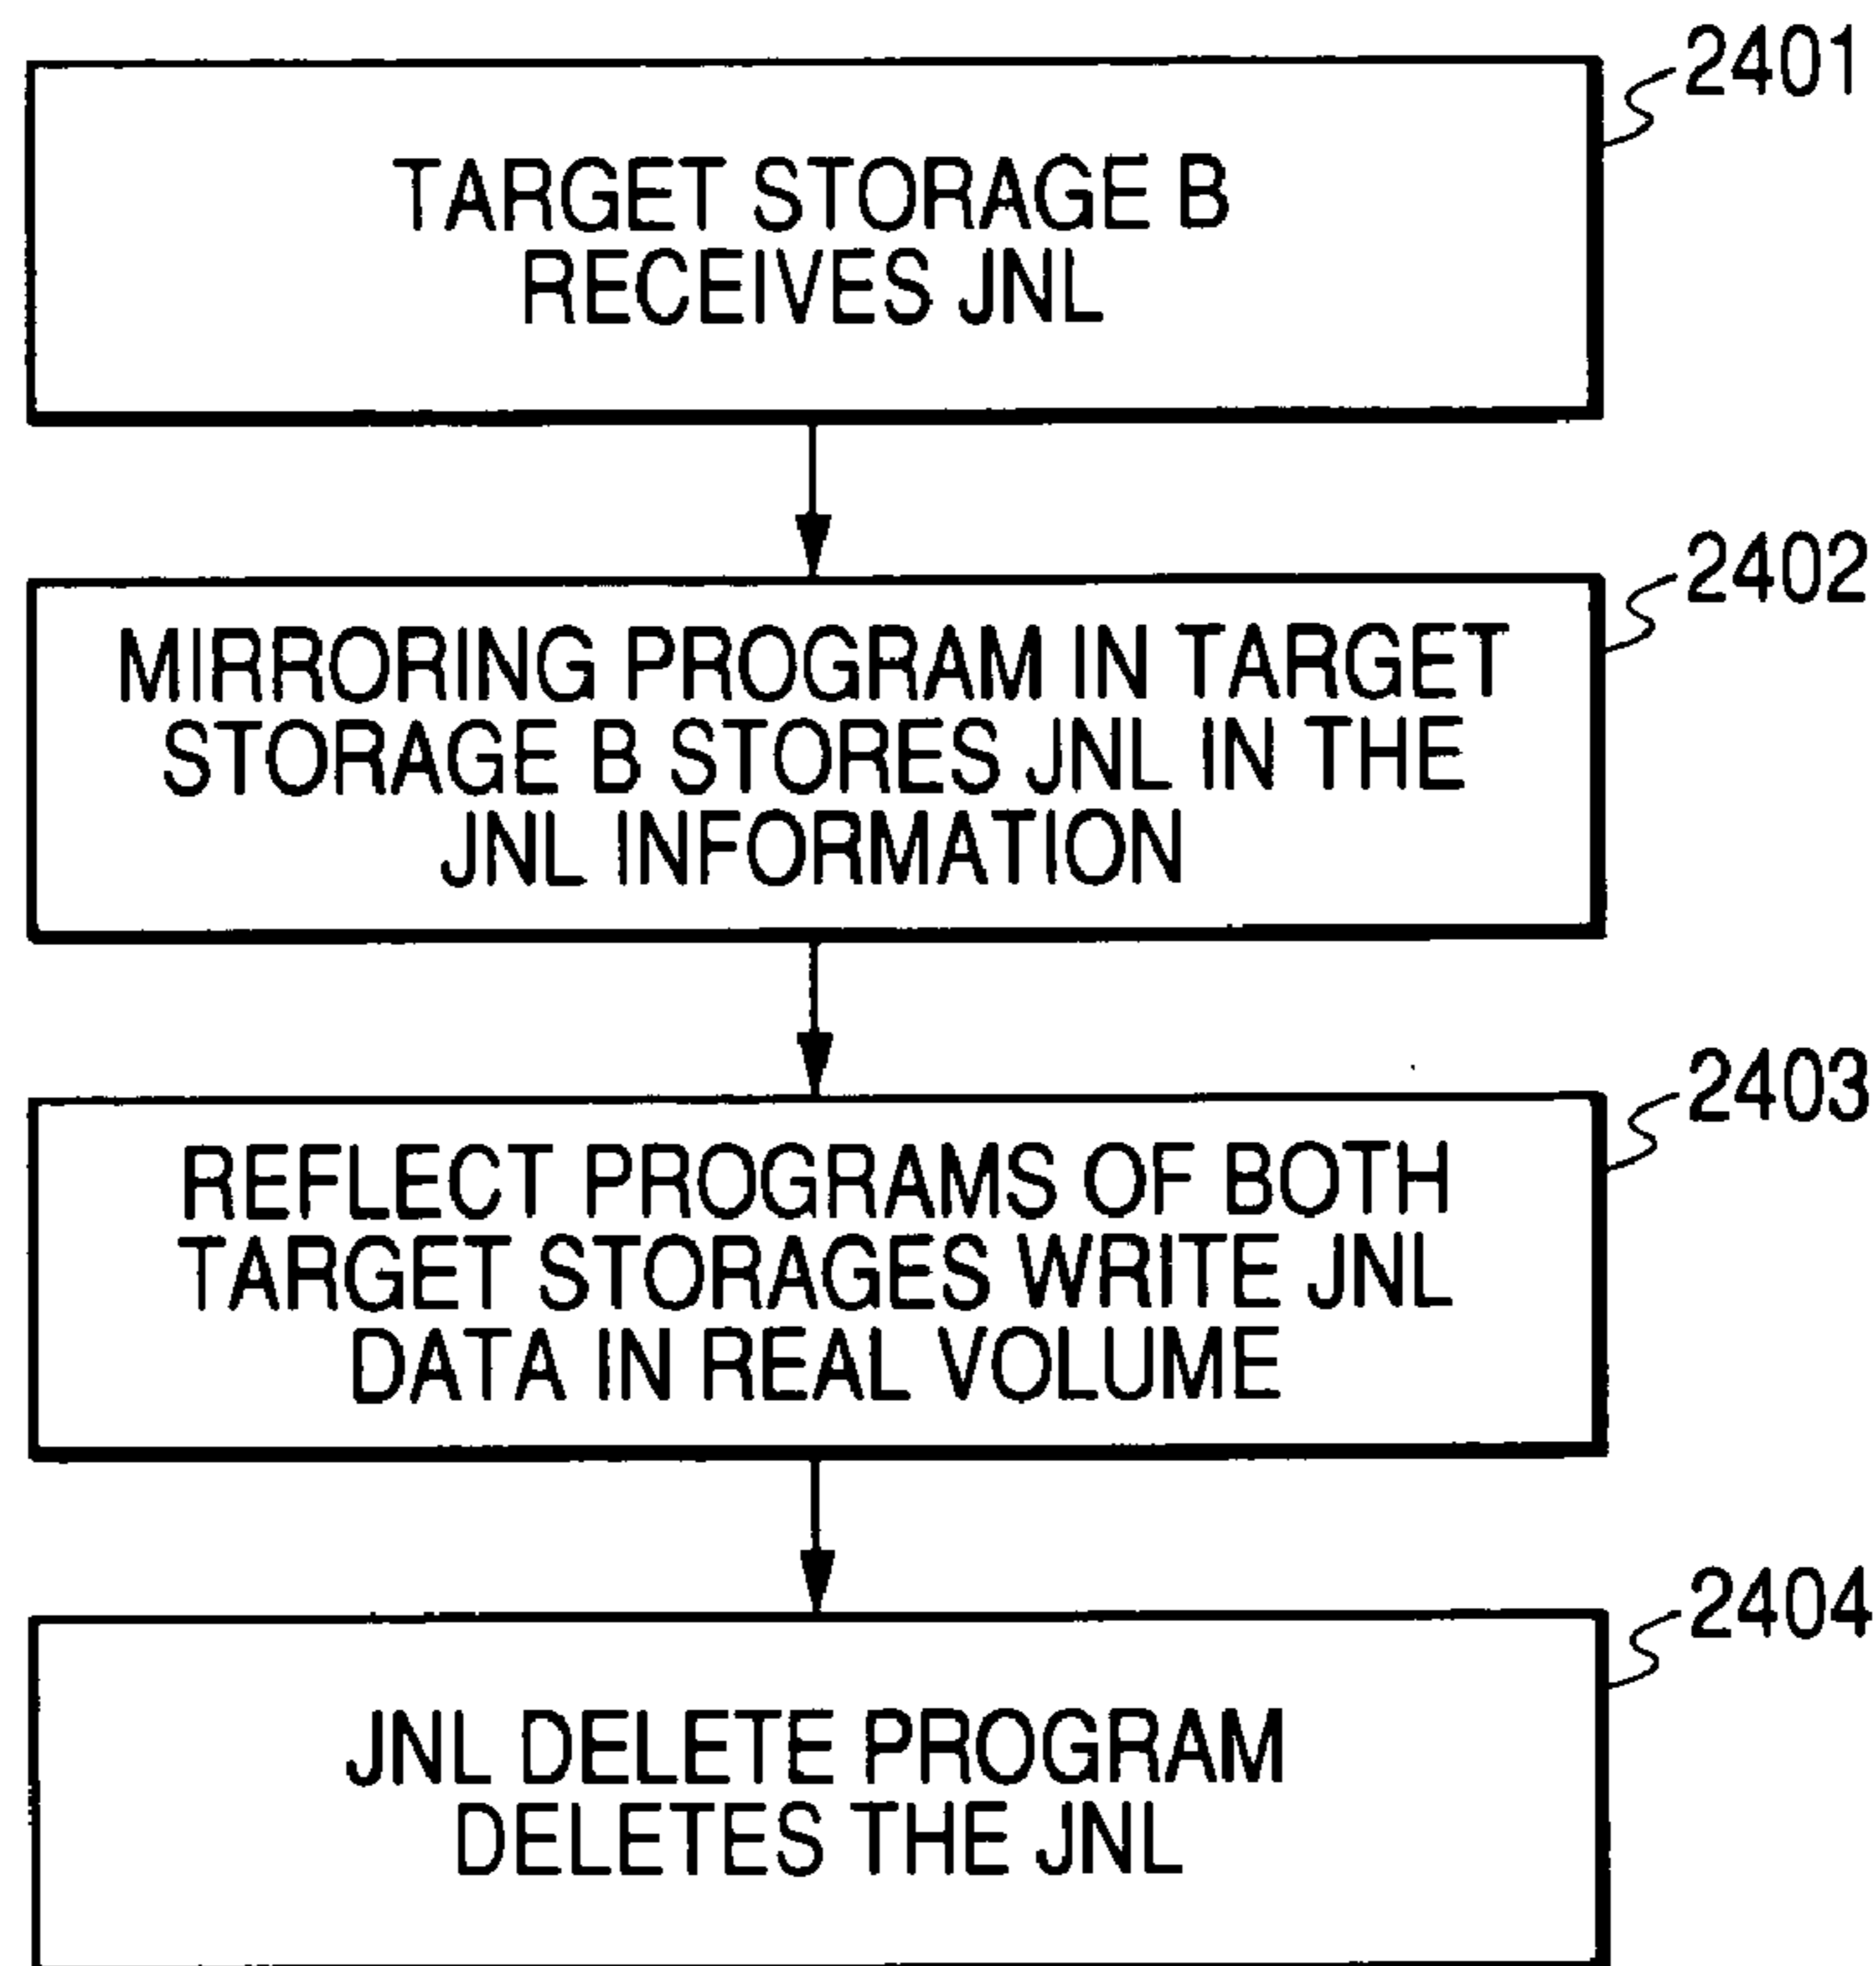 2401
TARGET STORAGE B
RECEIVES JNL
2402
MIRRORING PROGRAM IN TARGET
STORAGE B STORES JNL IN THE
JNL INFORMATION
2403
REFLECT PROGRAMS OF BOTH
TARGET STORAGES WRITE JNL
DATA IN REAL VOLUME
2404
JNL DELETE PROGRAM
DELETES THE JNL